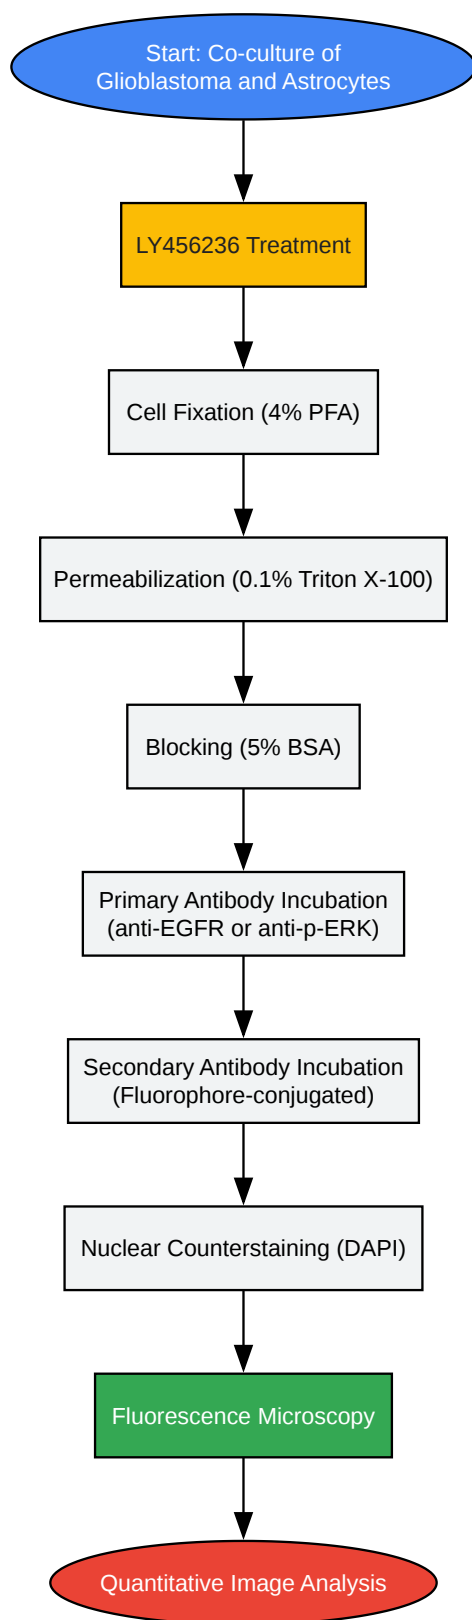 Start: Co-culture of
Glioblastoma and Astrocytes
LY456236 Treatment
Cell Fixation (4% PFA)
Permeabilization (0.1% Triton X-100)
Blocking (5% BSA)
Primary Antibody Incubation
(anti-EGFR or anti-p-ERK)
Secondary Antibody Incubation
(Fluorophore-conjugated)
Nuclear Counterstaining (DAPI)
Fluorescence Microscopy
Quantitative Image Analysis